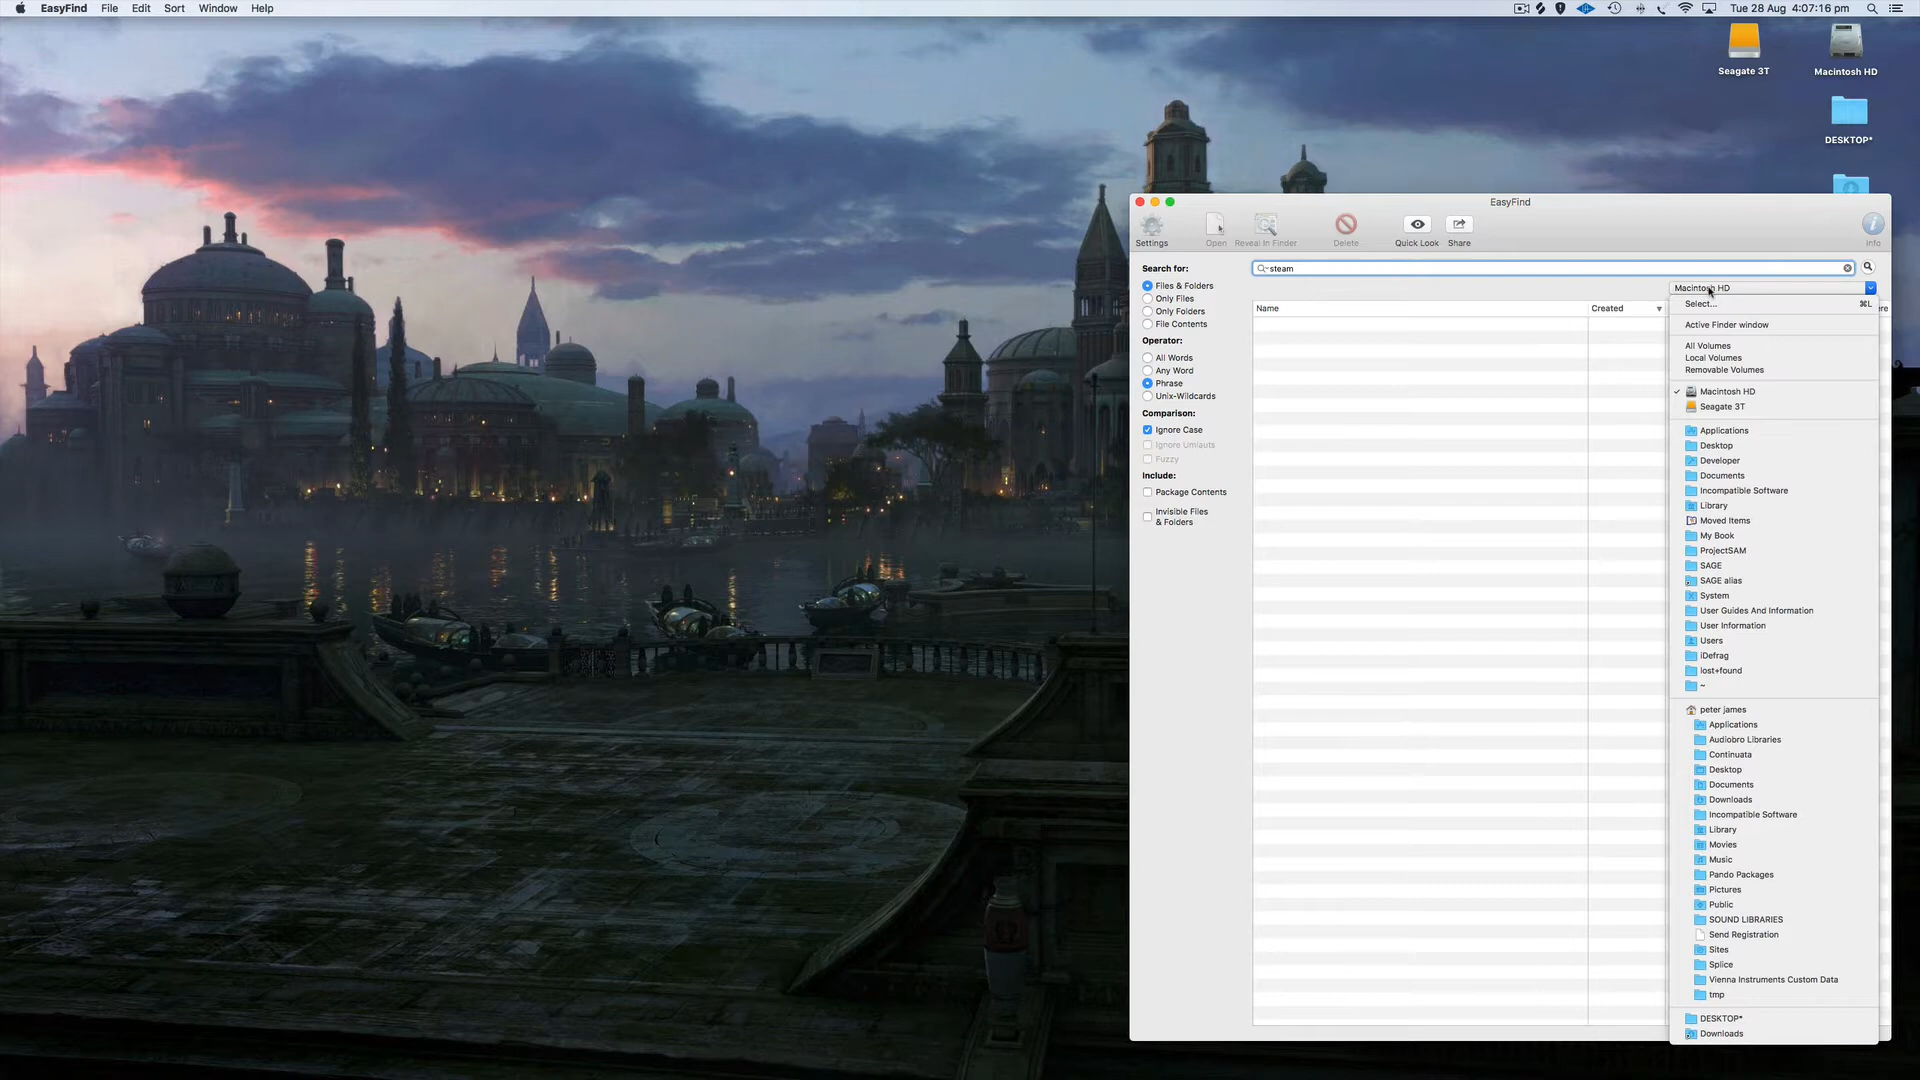 EasyFind File Edit Sort Window Help
Tue 28 Aug 4:07:16 pm
Seagate 3T
Macintosh HD
DESKTOP*
EasyFind
Settings
Open
Reveal In Finder
Delete
Quick Look
Share
Info
Search for:
Files & Folders
Only Files
Only Folders
File Contents
Operator:
All Words
Any Word
Phrase
Unix-Wildcards
Comparison:
Ignore Case
Ignore Umlauts
Fuzzy
Include:
Package Contents
Invisible Files
& Folders
steam
Name
Created
Macintosh HD
Select... ⌘L
Active Finder window
All Volumes
Local Volumes
Removable Volumes
✓ Macintosh HD
Seagate 3T
Applications
Desktop
Developer
Documents
Incompatible Software
Library
Moved Items
My Book
ProjectSAM
SAGE
SAGE alias
System
User Guides And Information
User Information
Users
iDefrag
lost+found
~
peter james
Applications
Audiobro Libraries
Continuata
Desktop
Documents
Downloads
Incompatible Software
Library
Movies
Music
Pando Packages
Pictures
Public
SOUND LIBRARIES
Send Registration
Sites
Splice
Vienna Instruments Custom Data
tmp
DESKTOP*
Downloads